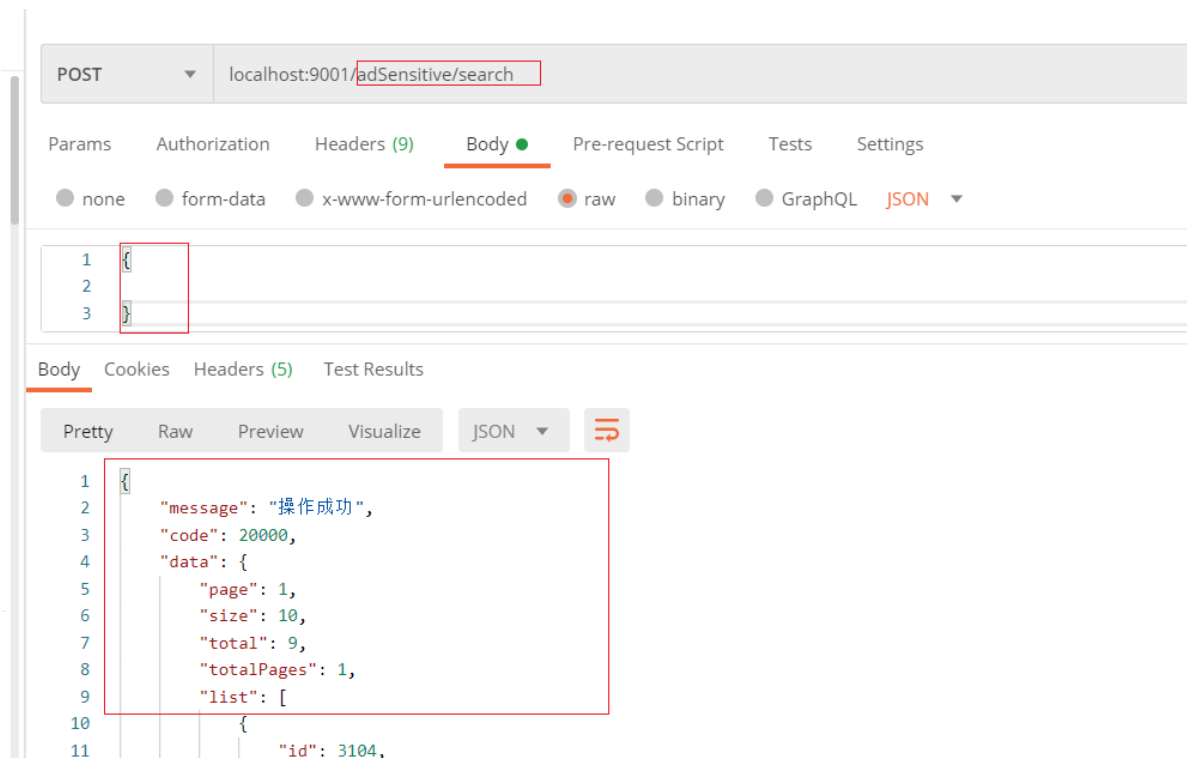 POST localhost:9001/adSensitive/search
Params Authorization Headers (9) Body Pre-request Script Tests Settings
none form-data x-www-form-urlencoded raw binary GraphQL JSON
1 {
2
3 }
Body Cookies Headers (5) Test Results
Pretty Raw Preview Visualize JSON
1 {
2 "message": "操作成功",
3 "code": 20000,
4 "data": {
5 "page": 1,
6 "size": 10,
7 "total": 9,
8 "totalPages": 1,
9 "list": [
10 {
11 "id": 3104,